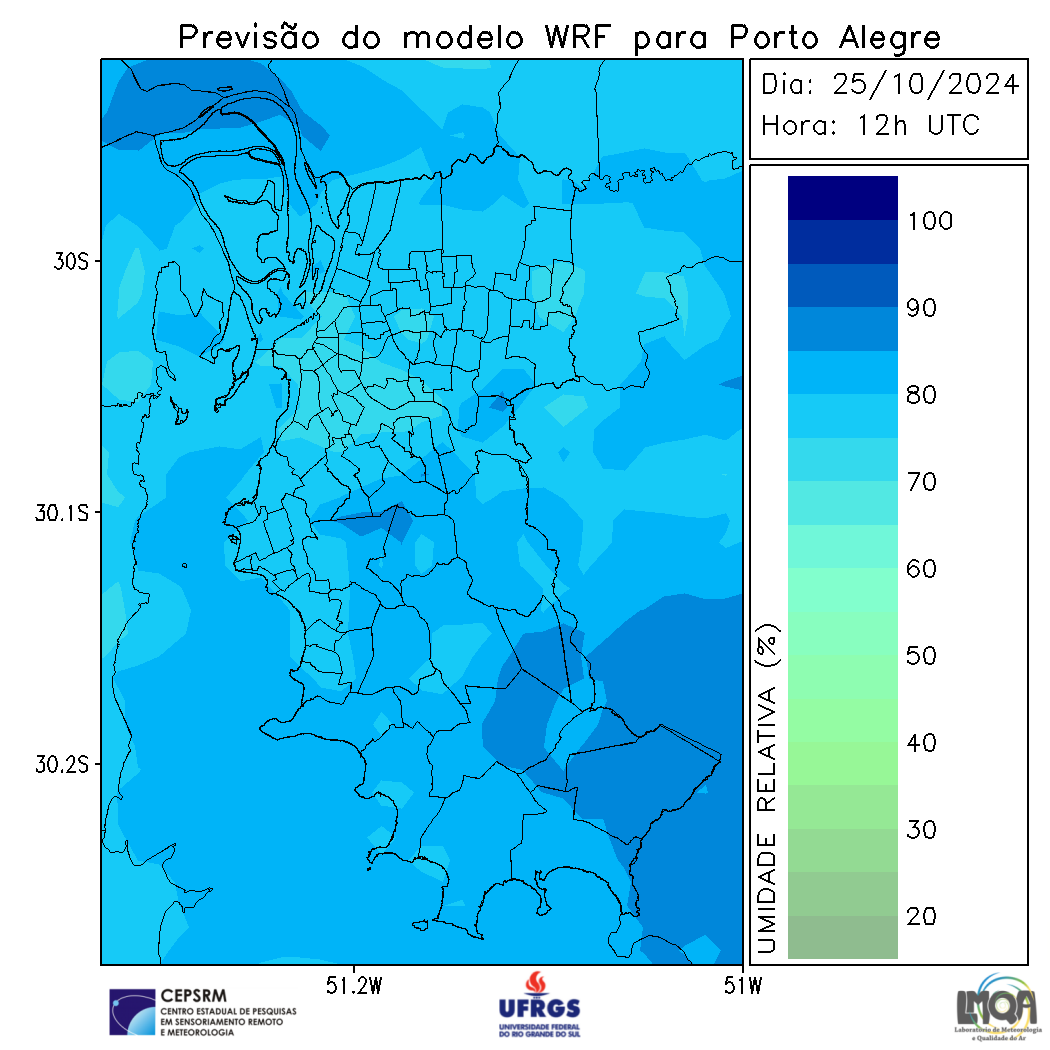 Previsão do modelo WRF para Porto Alegre
Dia: 25/10/2024
Hora: 12h UTC
100
90
80
70
60
50
40
30
20
UMIDADE RELATIVA (%)
30S
30.1S
30.2S
51.2W
51W
CEPSRM
CENTRO ESTADUAL DE PESQUISAS
EM SENSORIAMENTO REMOTO
E METEOROLOGIA
UFRGS
UNIVERSIDADE FEDERAL
DO RIO GRANDE DO SUL
LMQA
Laboratório de Meteorologia
e Qualidade do Ar